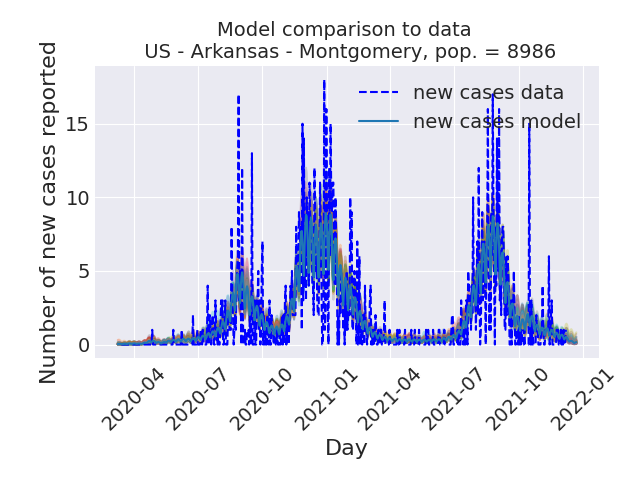 Model comparison to data
US - Arkansas - Montgomery, pop. = 8986
Number of new cases reported
15
10
5
0
new cases data
new cases model
2020-04
2020-07
2020-10
2021-01
2021-04
2021-07
2021-10
2022-01
Day